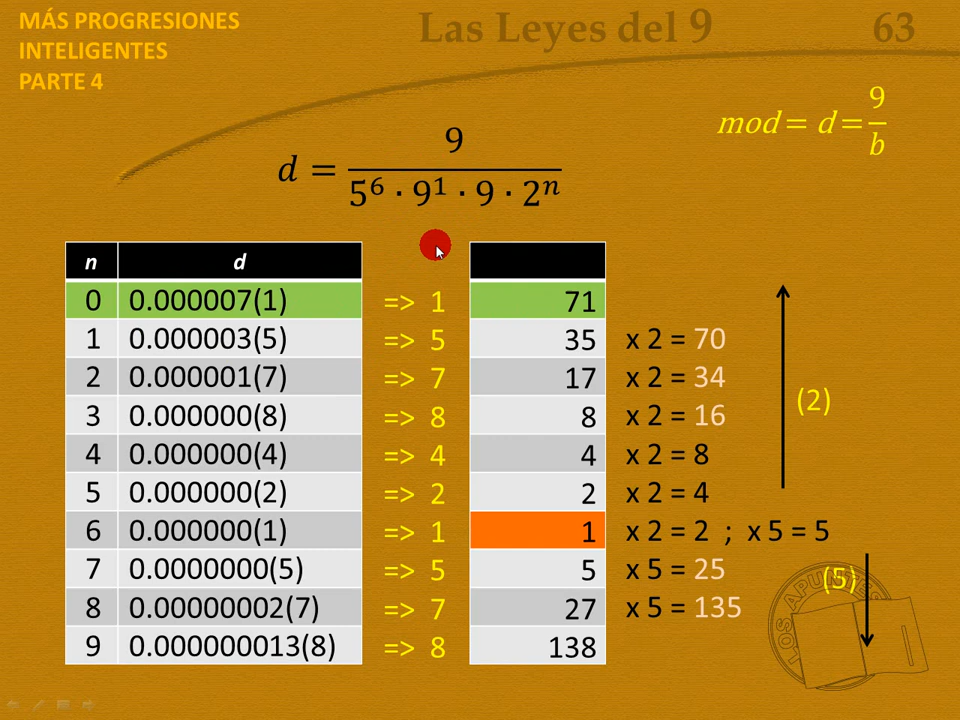 MÁS PROGRESIONES
INTELIGENTES
PARTE 4
Las Leyes del 9
63
mod = d = 9/b
d = 9/(5⁶ · 9¹ · 9 · 2ⁿ)
n d
0 0.000007(1) => 1 71
1 0.000003(5) => 5 35 x 2 = 70
2 0.000001(7) => 7 17 x 2 = 34
3 0.000000(8) => 8 8 x 2 = 16
4 0.000000(4) => 4 4 x 2 = 8
5 0.000000(2) => 2 2 x 2 = 4
6 0.000000(1) => 1 1 x 2 = 2 ; x 5 = 5
7 0.0000000(5) => 5 5 x 5 = 25
8 0.00000002(7) => 7 27 x 5 = 135
9 0.000000013(8) => 8 138
(2)
(5)
LOS APUNTES